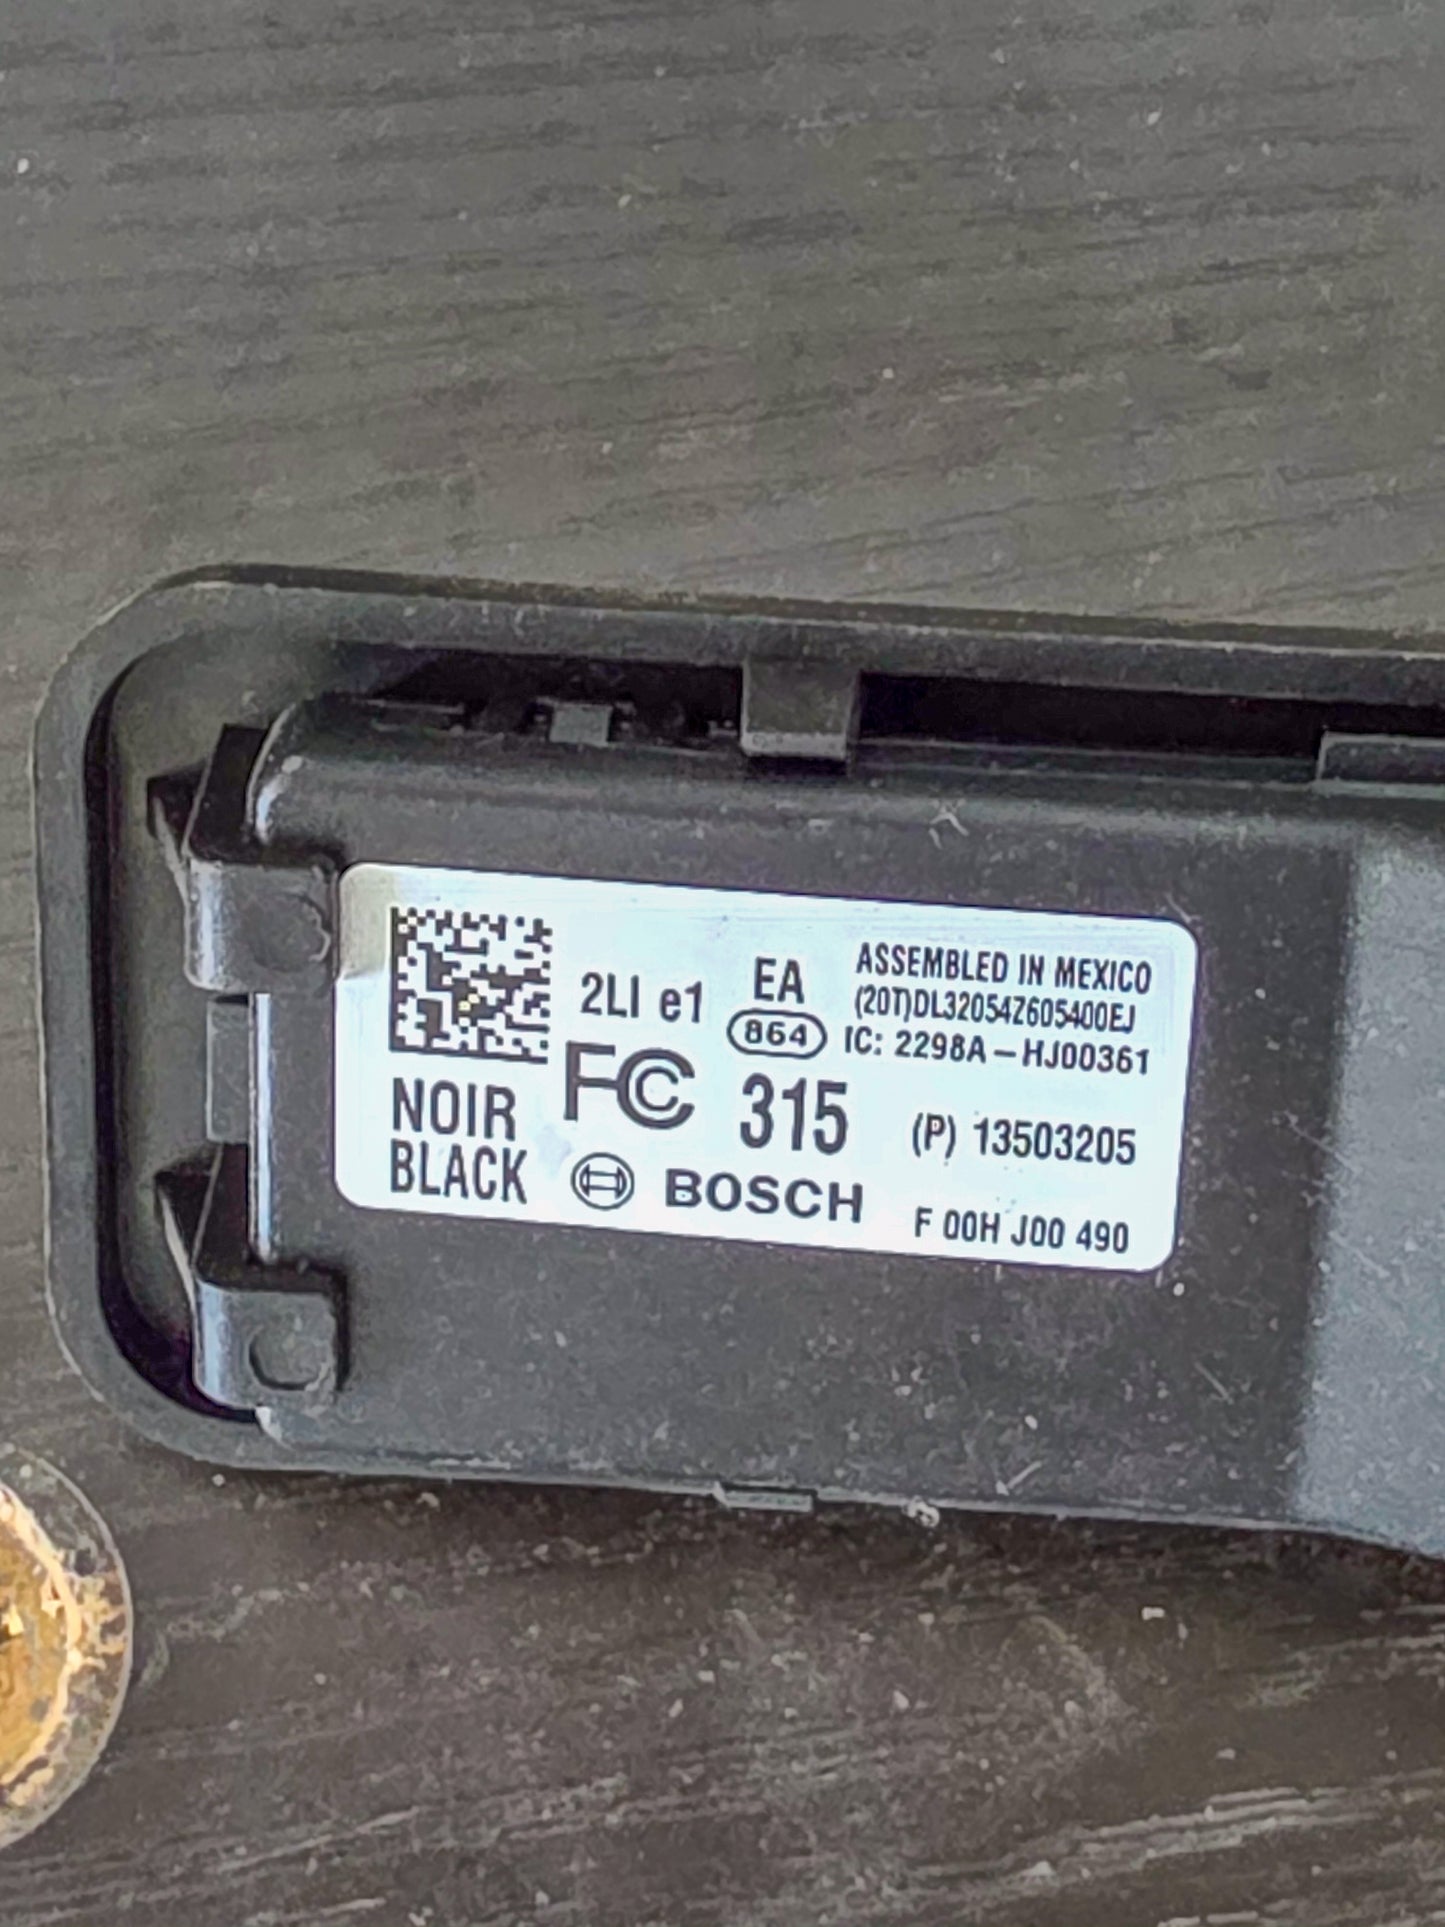 2LI e1
EA
864
ASSEMBLED IN MEXICO
(20T)DL32054Z605400EJ
IC: 2298A-HJ00361
FC
315
(P) 13503205
NOIR
BLACK
BOSCH
F 00H J00 490